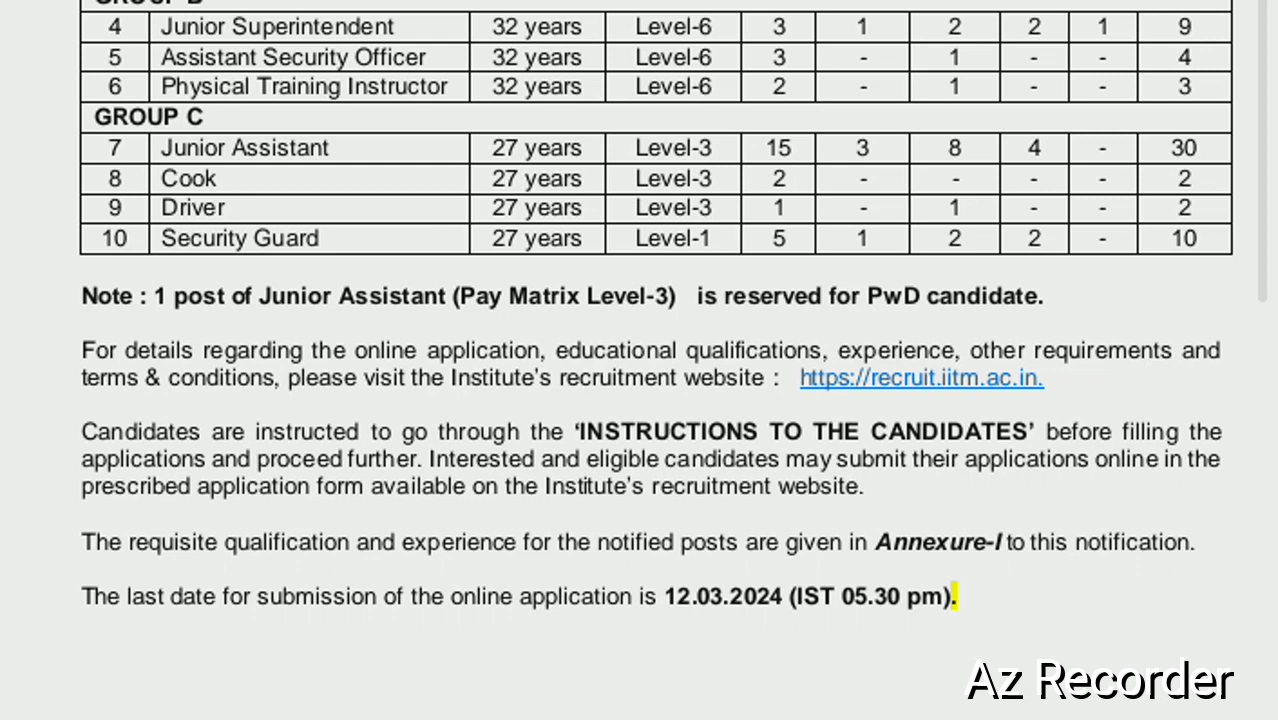 GROUP B
4 Junior Superintendent 32 years Level-6 3 1 2 2 1 9
5 Assistant Security Officer 32 years Level-6 3 - 1 - - 4
6 Physical Training Instructor 32 years Level-6 2 - 1 - - 3
GROUP C
7 Junior Assistant 27 years Level-3 15 3 8 4 - 30
8 Cook 27 years Level-3 2 - - - - 2
9 Driver 27 years Level-3 1 - 1 - - 2
10 Security Guard 27 years Level-1 5 1 2 2 - 10
Note : 1 post of Junior Assistant (Pay Matrix Level-3) is reserved for PwD candidate.
For details regarding the online application, educational qualifications, experience, other requirements and
terms & conditions, please visit the Institute's recruitment website : https://recruit.iitm.ac.in.
Candidates are instructed to go through the ‘INSTRUCTIONS TO THE CANDIDATES’ before filling the
applications and proceed further. Interested and eligible candidates may submit their applications online in the
prescribed application form available on the Institute's recruitment website.
The requisite qualification and experience for the notified posts are given in Annexure-I to this notification.
The last date for submission of the online application is 12.03.2024 (IST 05.30 pm).
Az Recorder